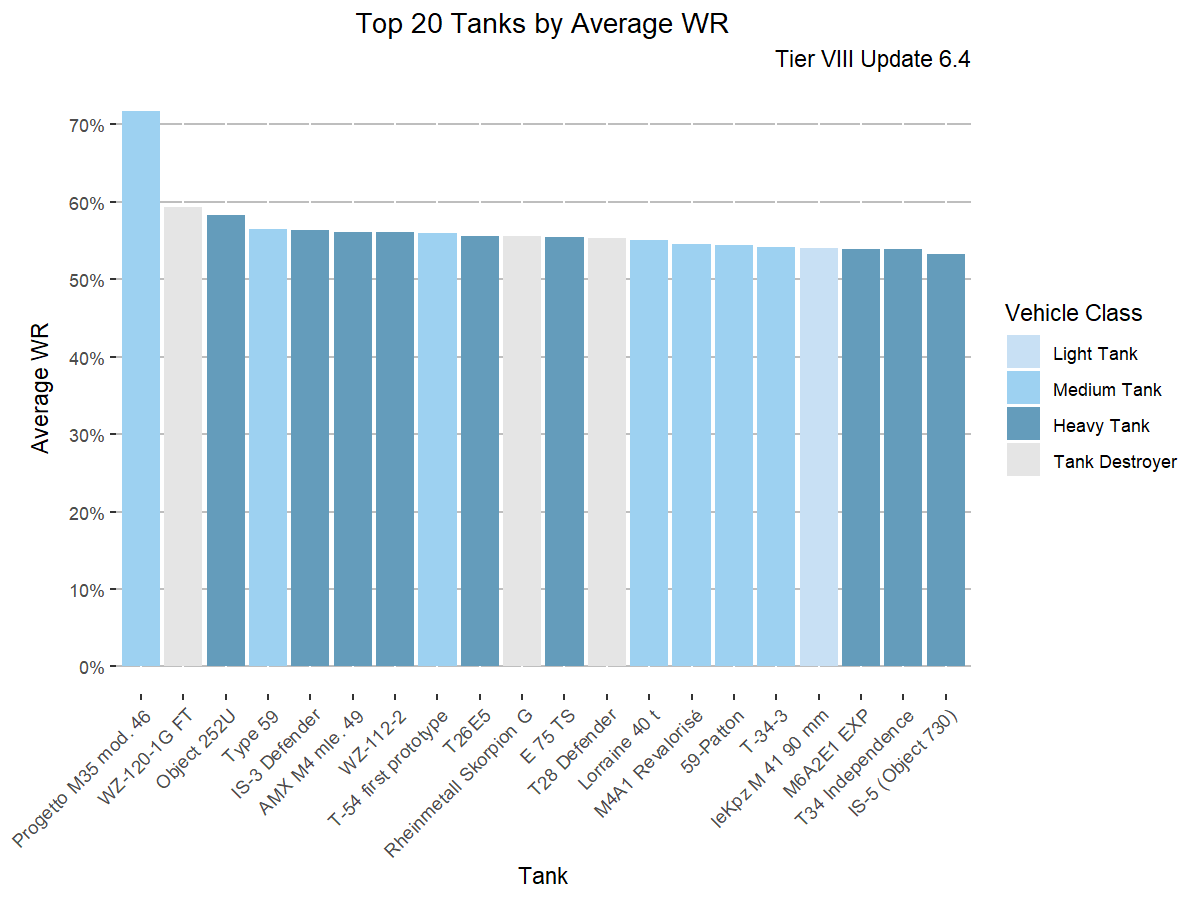 Top 20 Tanks by Average WR
Tier VIII Update 6.4
Average WR
70%
60%
50%
40%
30%
20%
10%
0%
Progetto M35 mod. 46
WZ-120-1G FT
Object 252U
Type 59
IS-3 Defender
AMX M4 mle. 49
WZ-112-2
T-54 first prototype
T26E5
Rheinmetall Skorpion G
E 75 TS
T28 Defender
Lorraine 40 t
M4A1 Revalorisé
59-Patton
T-34-3
leKpz M 41 90 mm
M6A2E1 EXP
T34 Independence
IS-5 (Object 730)
Tank
Vehicle Class
Light Tank
Medium Tank
Heavy Tank
Tank Destroyer